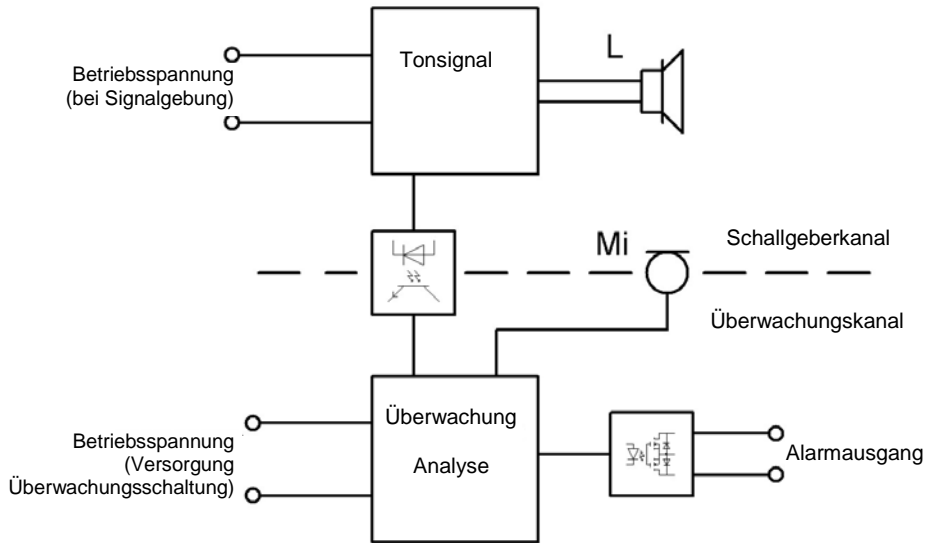 Tonsignal
L
Betriebsspannung
(bei Signalgebung)
Mi
Schallgeberkanal
Überwachungskanal
Überwachung
Analyse
Betriebsspannung
(Versorgung
Überwachungsschaltung)
Alarmausgang